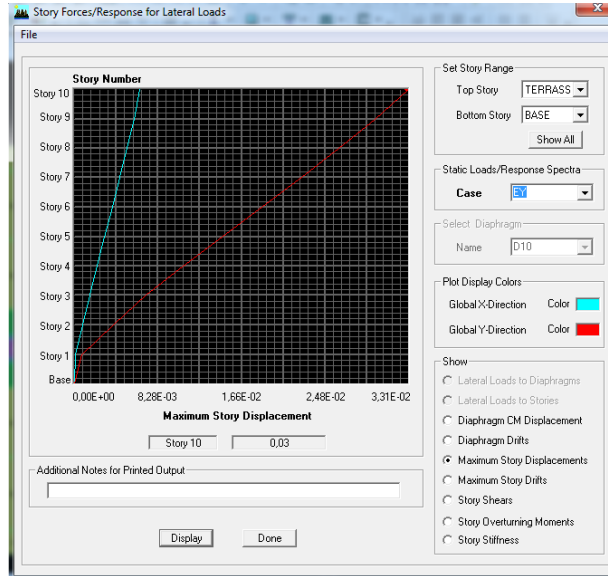 Story Forces/Response for Lateral Loads
File
Story Number
Story 10
Story 9
Story 8
Story 7
Story 6
Story 5
Story 4
Story 3
Story 2
Story 1
Base
0,00E+00 8,28E-03 1,66E-02 2,48E-02 3,31E-02
Maximum Story Displacement
Story 10 0,03
Additional Notes for Printed Output
Display Done
Set Story Range
Top Story TERRASS
Bottom Story BASE
Show All
Static Loads/Response Spectra
Case EY
Select Diaphragm
Name D10
Plot Display Colors
Global X-Direction Color
Global Y-Direction Color
Show
Lateral Loads to Diaphragms
Lateral Loads to Stories
Diaphragm CM Displacement
Diaphragm Drifts
Maximum Story Displacements
Maximum Story Drifts
Story Shears
Story Overturning Moments
Story Stiffness